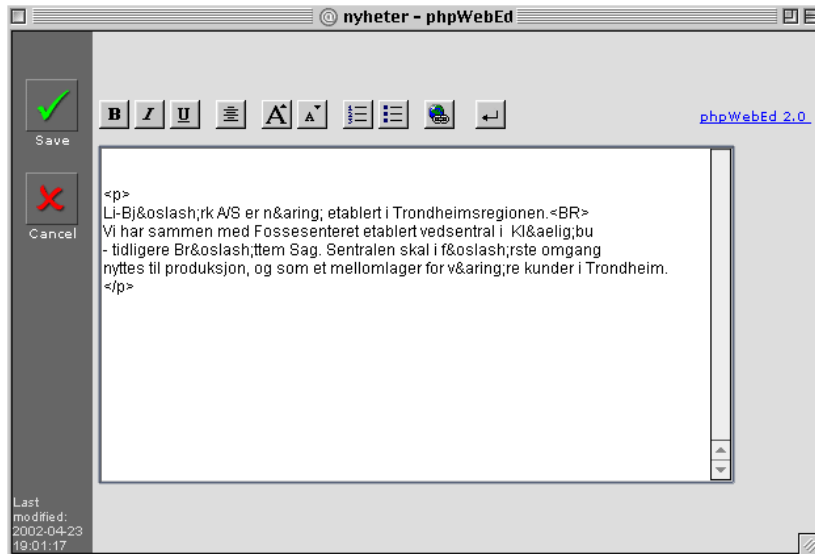 nyheter - phpWebEd
B I U A A
phpWebEd 2.0
Save
Cancel
<p>
Li-Bj&oslash;rk A/S er n&aring; etablert i Trondheimsregionen.<BR>
Vi har sammen med Fossesenteret etablert vedsentral i  Kl&aelig;bu
- tidligere Br&oslash;ttem Sag. Sentralen skal i f&oslash;rste omgang
nyttes til produksjon, og som et mellomlager for v&aring;re kunder i Trondheim.
</p>
Last
modified:
2002-04-23
19:01:17